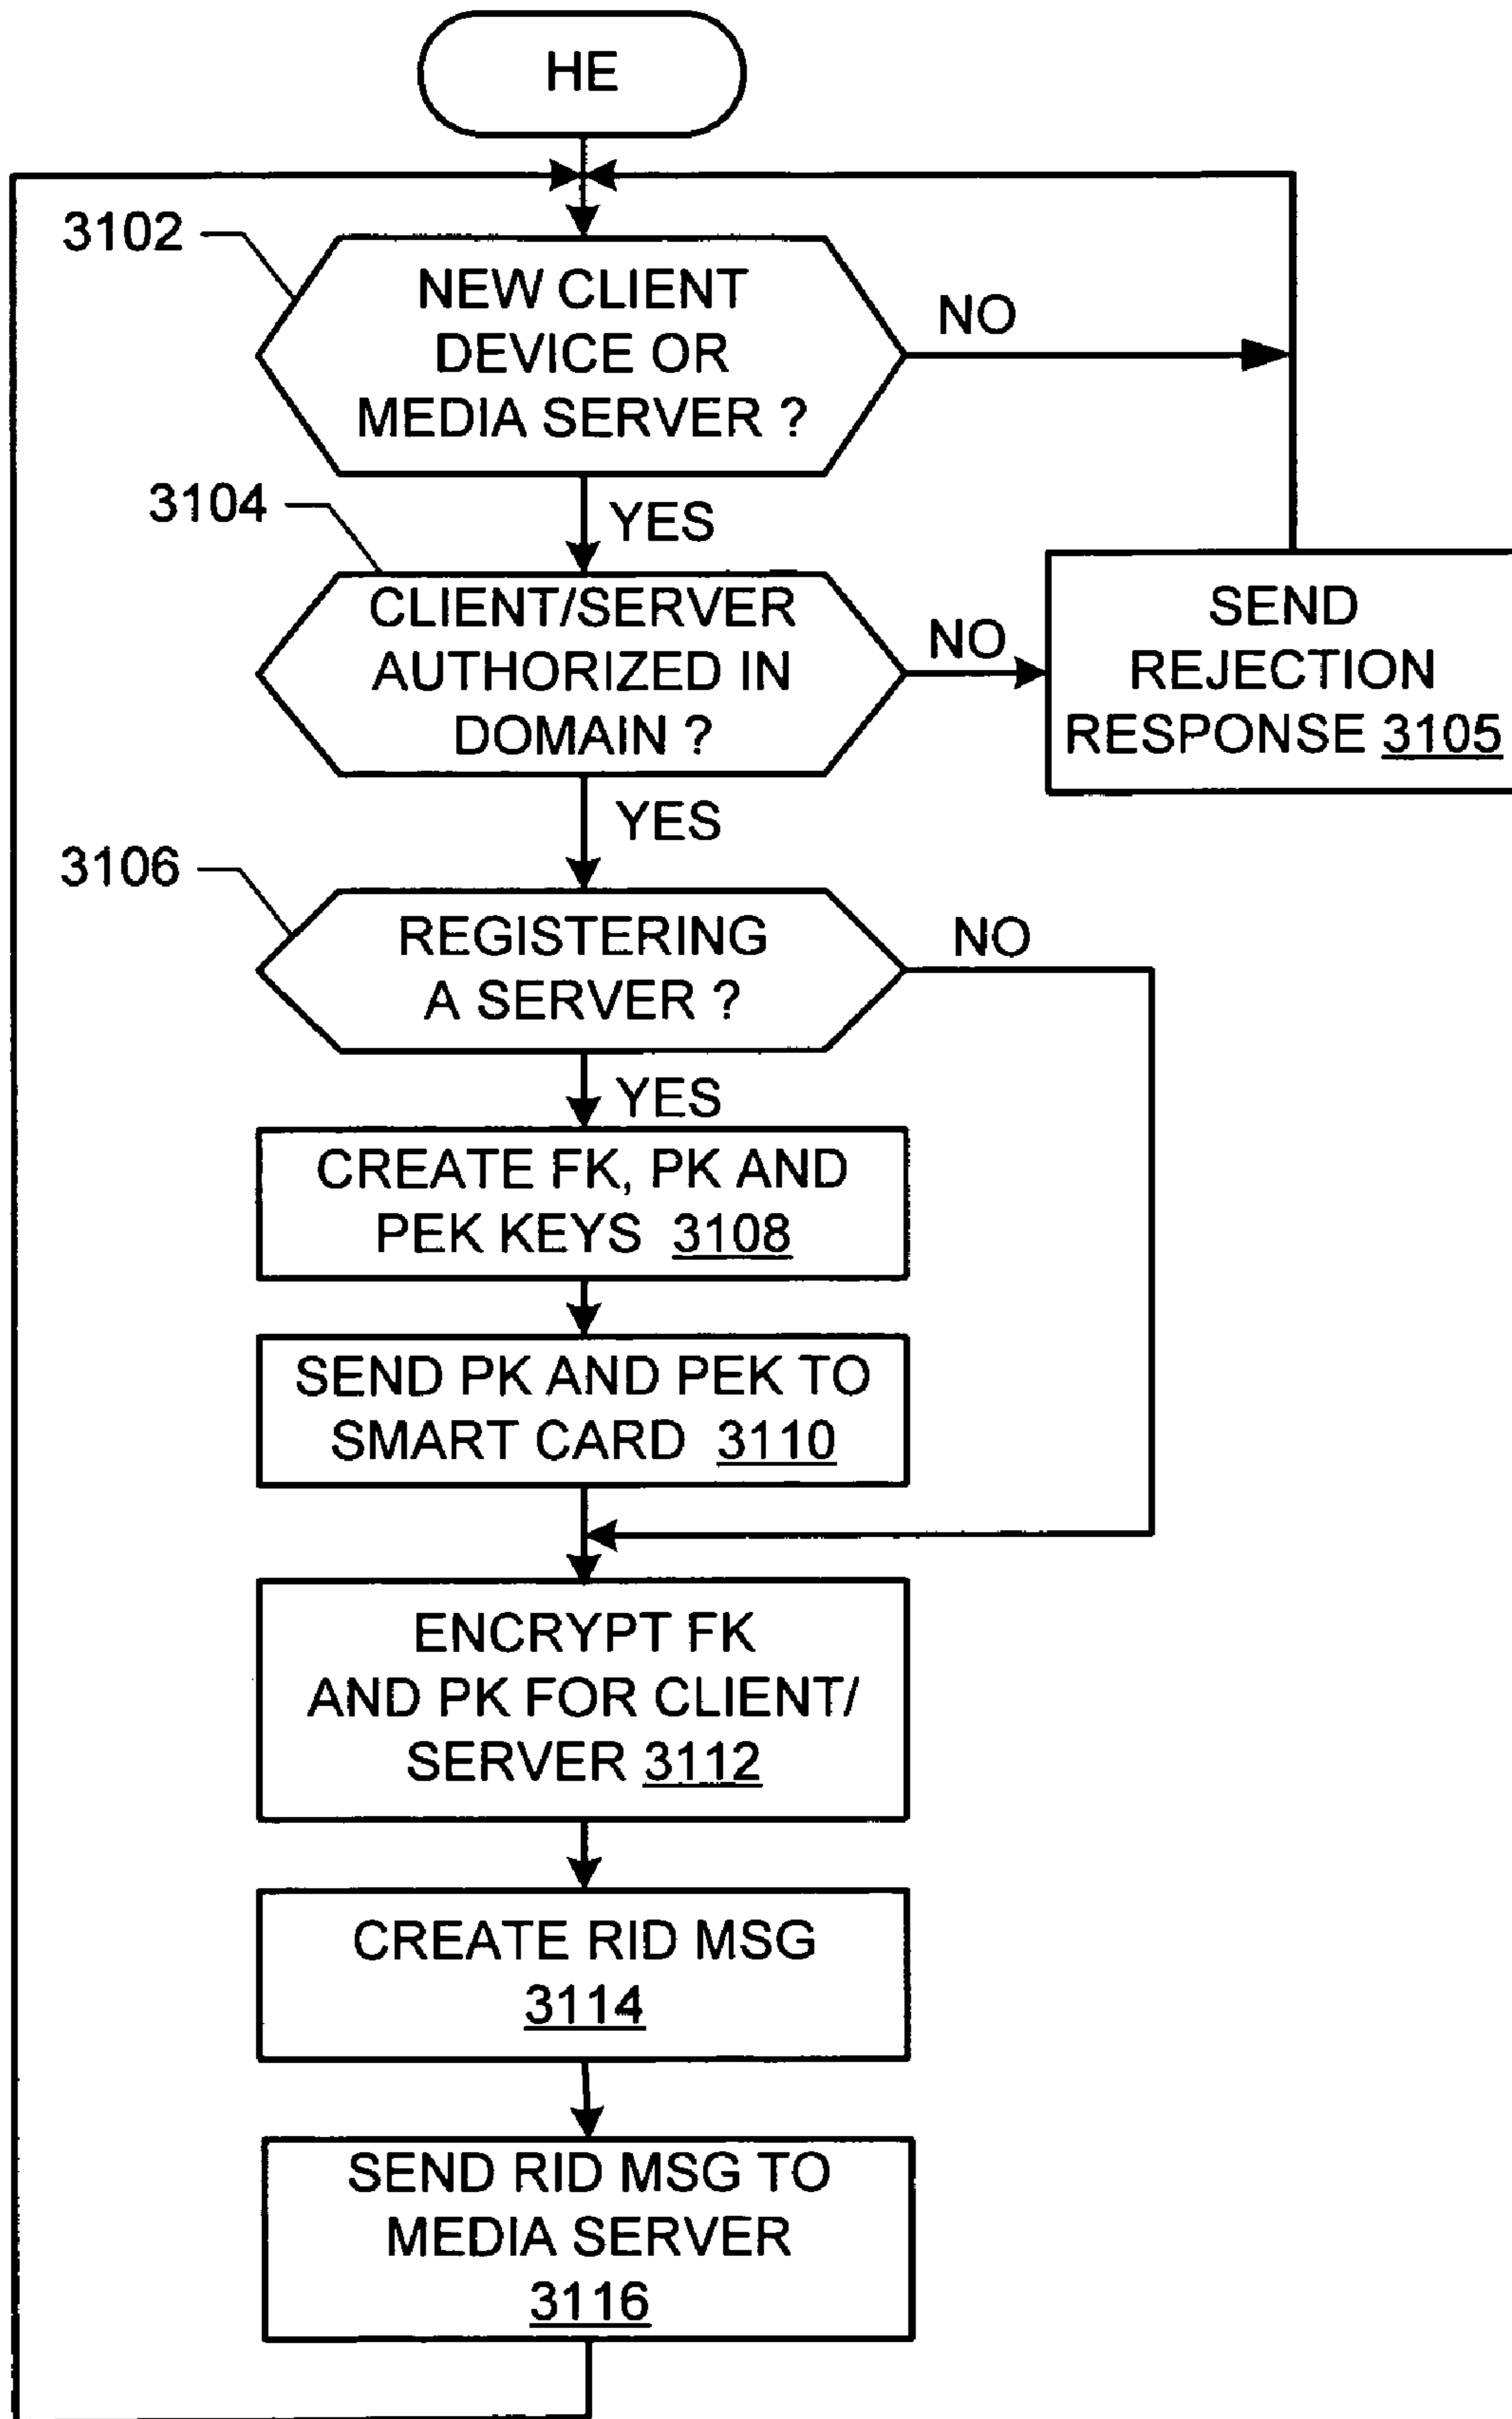 HE
3102
NEW CLIENT
DEVICE OR
MEDIA SERVER ?
NO
YES
3104
CLIENT/SERVER
AUTHORIZED IN
DOMAIN ?
NO
SEND
REJECTION
RESPONSE 3105
YES
3106
REGISTERING
A SERVER ?
NO
YES
CREATE FK, PK AND
PEK KEYS 3108
SEND PK AND PEK TO
SMART CARD 3110
ENCRYPT FK
AND PK FOR CLIENT/
SERVER 3112
CREATE RID MSG
3114
SEND RID MSG TO
MEDIA SERVER
3116